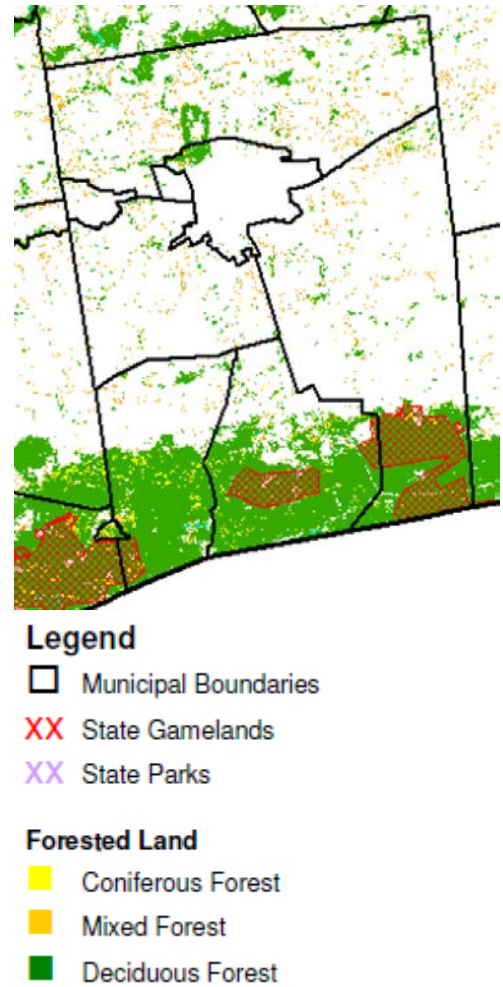 Legend
Municipal Boundaries
XX State Gamelands
XX State Parks
Forested Land
Coniferous Forest
Mixed Forest
Deciduous Forest